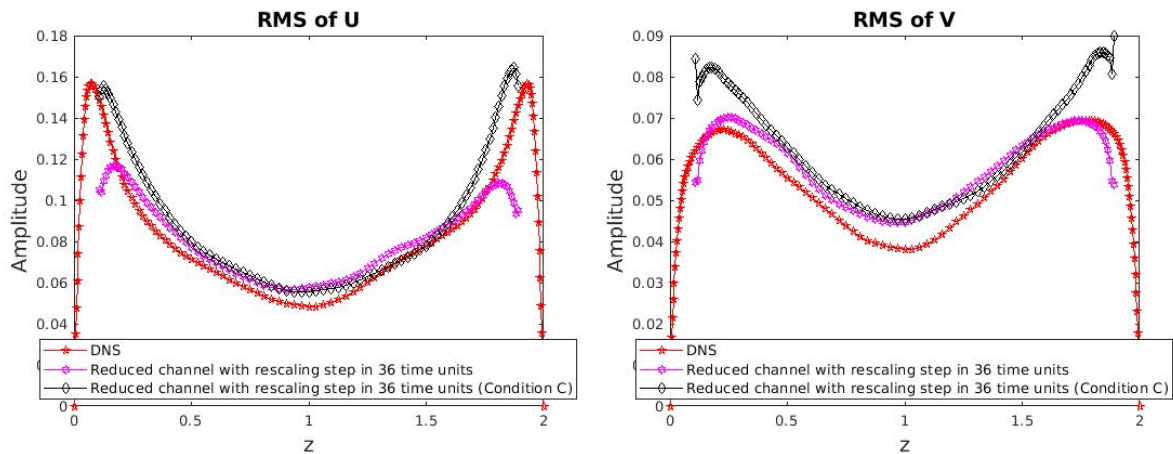 RMS of U
0.18
0.16
0.14
0.12
0.1
0.08
0.06
0.04
0
Amplitude
DNS
Reduced channel with rescaling step in 36 time units
Reduced channel with rescaling step in 36 time units (Condition C)
0 0.5 1 1.5 2
z
RMS of V
0.09
0.08
0.07
0.06
0.05
0.04
0.03
0.02
0
Amplitude
DNS
Reduced channel with rescaling step in 36 time units
Reduced channel with rescaling step in 36 time units (Condition C)
0 0.5 1 1.5 2
z